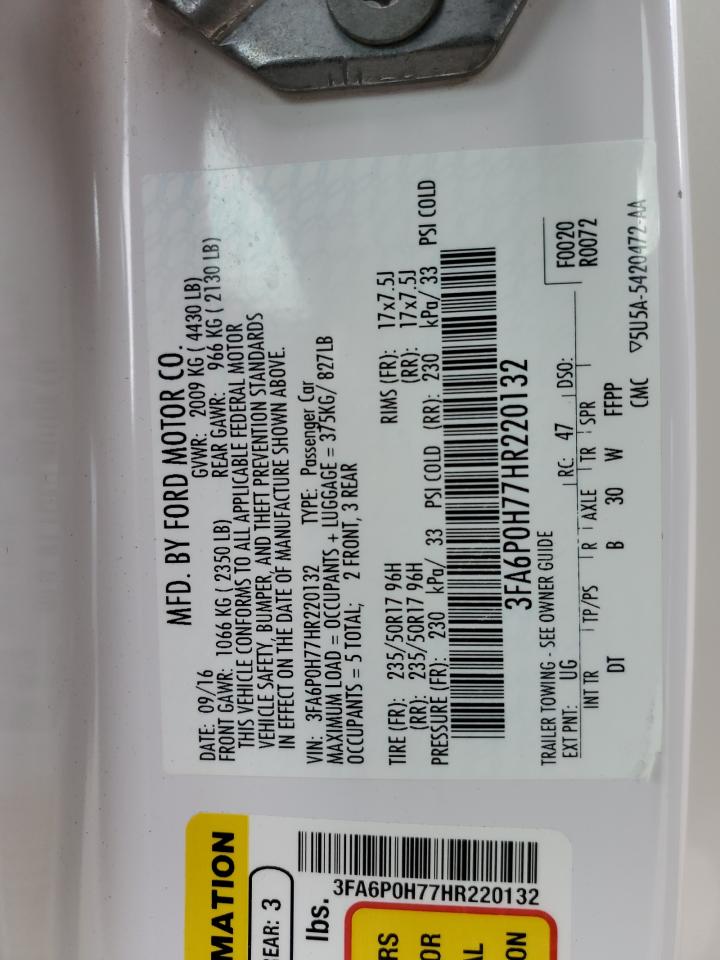 MFD. BY FORD MOTOR CO.
DATE: 09/16 GVWR: 2009 KG ( 4430 LB)
FRONT GAWR: 1066 KG ( 2350 LB) REAR GAWR: 966 KG ( 2130 LB)
THIS VEHICLE CONFORMS TO ALL APPLICABLE FEDERAL MOTOR
VEHICLE SAFETY, BUMPER, AND THEFT PREVENTION STANDARDS
IN EFFECT ON THE DATE OF MANUFACTURE SHOWN ABOVE.
VIN: 3FA6P0H77HR220132 TYPE: Passenger Car
MAXIMUM LOAD = OCCUPANTS + LUGGAGE = 375KG/ 827LB
OCCUPANTS = 5 TOTAL; 2 FRONT, 3 REAR
TIRE (FR): 235/50R17 96H RIMS (FR): 17x7.5J
(RR): 235/50R17 96H (RR): 17x7.5J
PRESSURE (FR): 230 kPa/ 33 PSI COLD (RR): 230 kPa/ 33 PSI COLD
3FA6P0H77HR220132
TRAILER TOWING - SEE OWNER GUIDE
F0020
R0072
EXT PNT: UG RC: 47 DSO:
INT TR TP/PS R AXLE TR SPR
DT B 30 W FFPP
CMC ▽5U5A-5420472-AA
MATION
EAR: 3
lbs.
3FA6P0H77HR220132
RS
OR
AL
ON